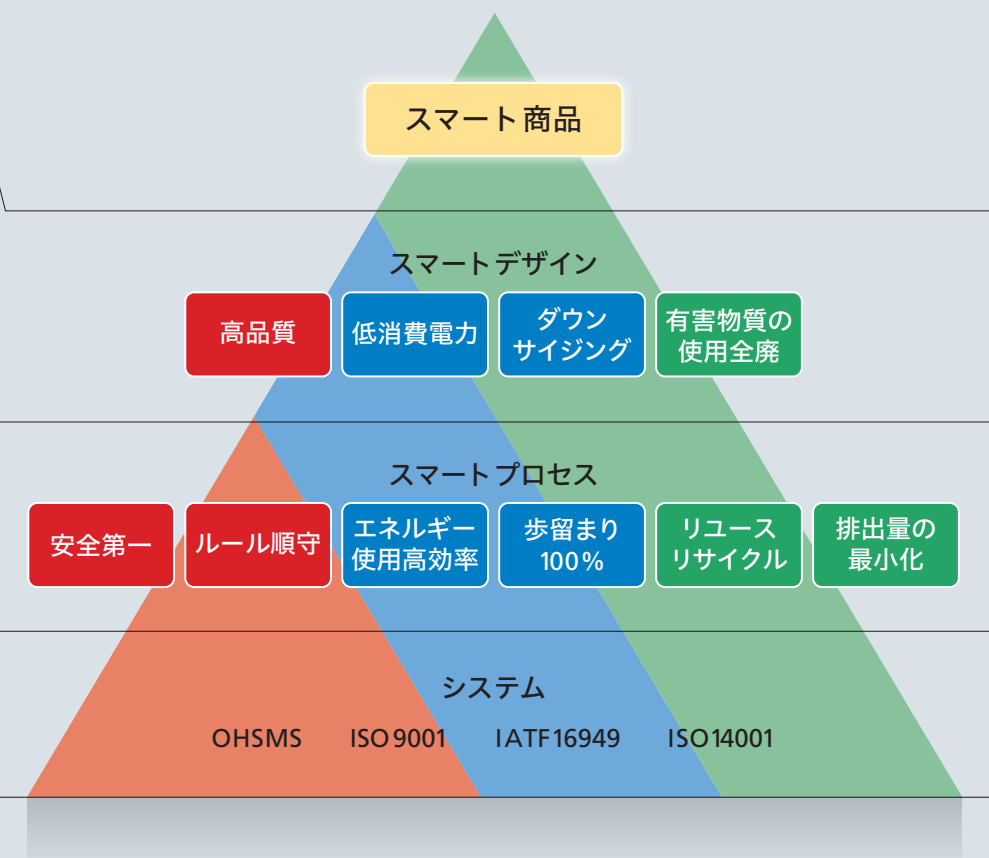 スマート商品
スマートデザイン
高品質
低消費電力
ダウン
サイジング
有害物質の
使用全廃
スマートプロセス
安全第一
ルール順守
エネルギー
使用高効率
歩留まり
100%
リユース
リサイクル
排出量の
最小化
システム
OHSMS ISO9001 IATF16949 ISO14001